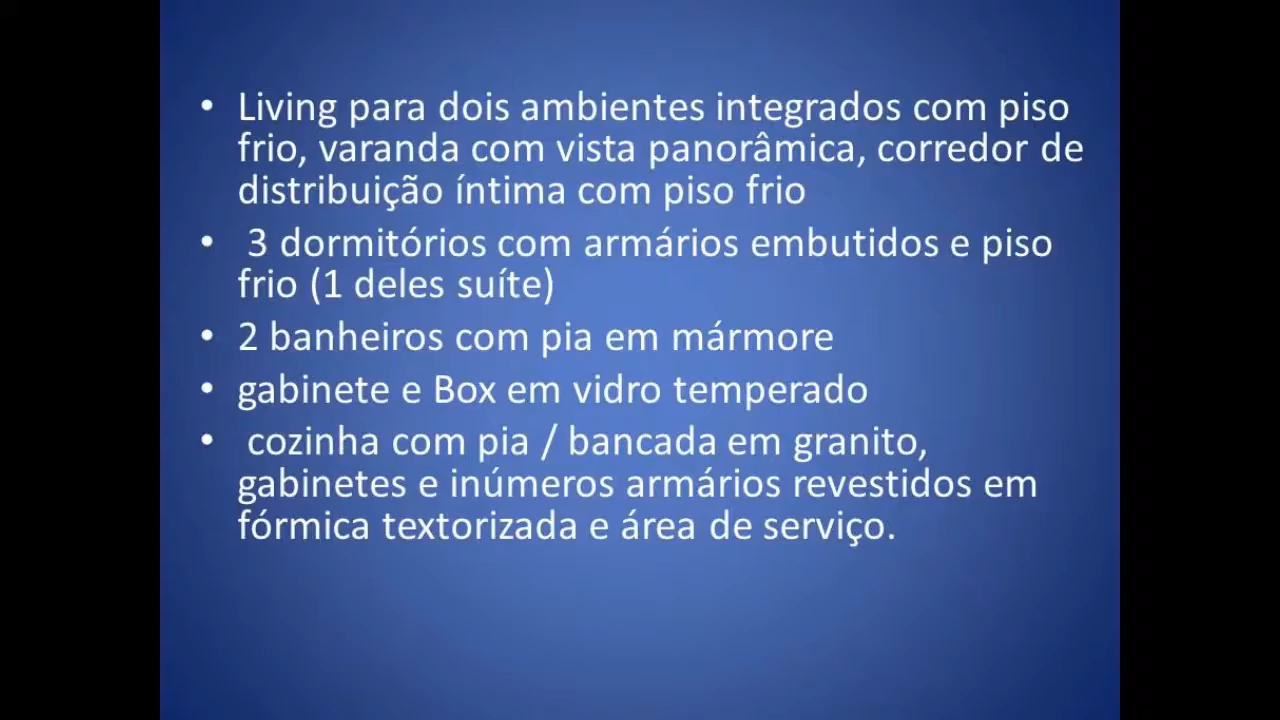 • Living para dois ambientes integrados com piso
frio, varanda com vista panorâmica, corredor de
distribuição íntima com piso frio
• 3 dormitórios com armários embutidos e piso
frio (1 deles suíte)
• 2 banheiros com pia em mármore
• gabinete e Box em vidro temperado
• cozinha com pia / bancada em granito,
gabinetes e inúmeros armários revestidos em
fórmica textorizada e área de serviço.